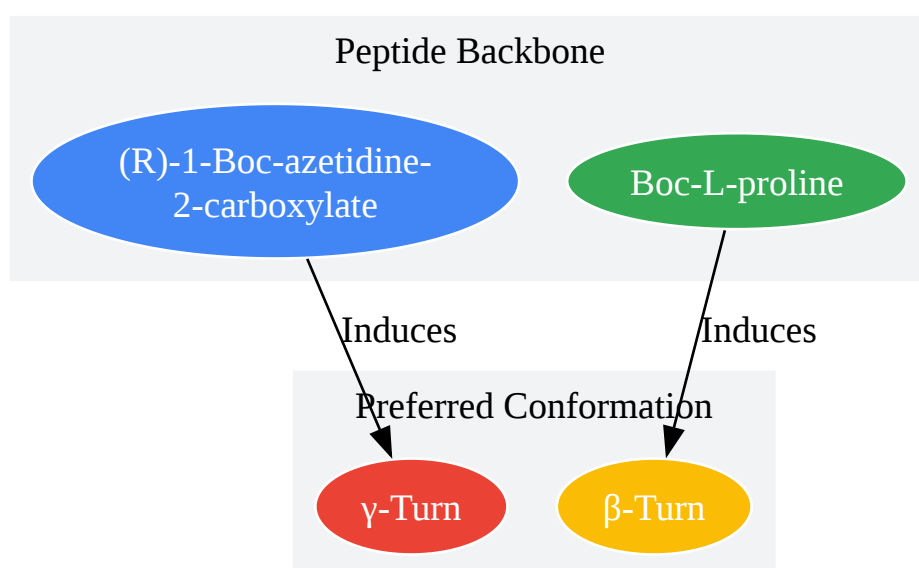 Peptide Backbone
(R)-1-Boc-azetidine-
2-carboxylate
Boc-L-proline
Induces
Induces
Preferred Conformation
γ-Turn
β-Turn